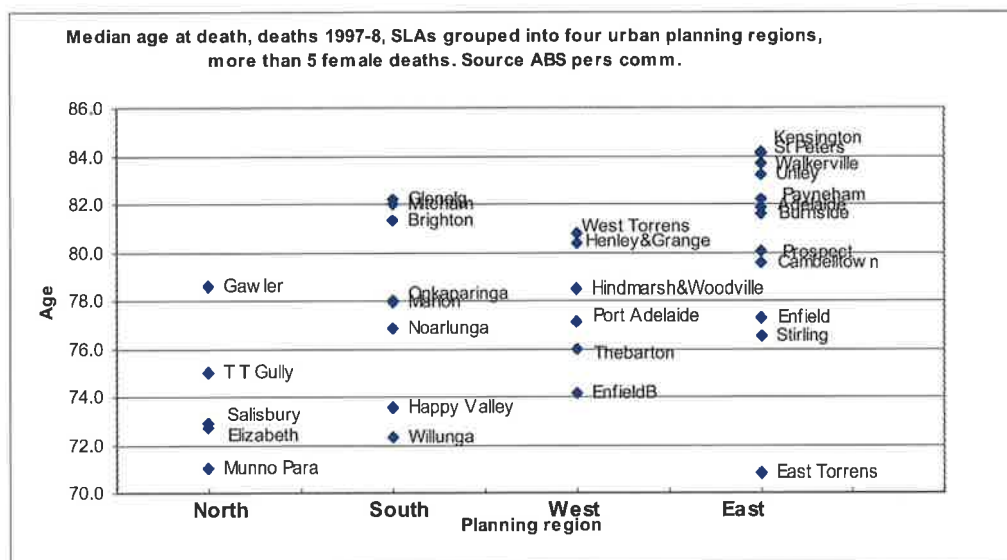 Median age at death, deaths 1997-8, SLAs grouped into four urban planning regions,
more than 5 female deaths. Source ABS pers comm.
86.0
84.0
82.0
80.0
78.0
76.0
74.0
72.0
70.0
Age
Gawler
T T Gully
Salisbury
Elizabeth
Munno Para
Glenelg
Mitcham
Brighton
Onkaparinga
Marion
Noarlunga
Happy Valley
Willunga
West Torrens
Henley&Grange
Hindmarsh&Woodville
Port Adelaide
Thebarton
EnfieldB
Kensington
St Peters
Walkerville
Unley
Payneham
Adelaide
Burnside
Prospect
Cambelltown
Enfield
Stirling
East Torrens
North
South
West
East
Planning region